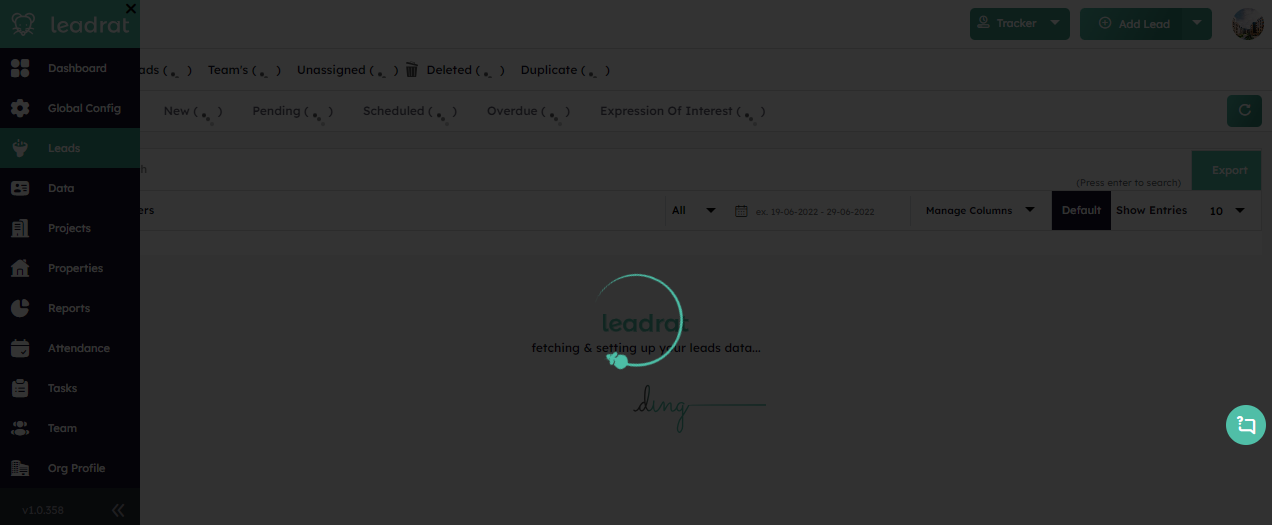 leadrat
Tracker
Add Lead
Dashboard
ads ( ) Team's ( ) Unassigned ( ) Deleted ( ) Duplicate ( )
Global Config
New ( ) Pending ( ) Scheduled ( ) Overdue ( ) Expression Of Interest ( )
Leads
(Press enter to search)
Export
Data
ers
All
ex. 19-06-2022 - 29-06-2022
Manage Columns
Default
Show Entries
10
Projects
Properties
Reports
Attendance
Tasks
Team
Org Profile
v1.0.358
leadrat
fetching & setting up your leads data...
ding